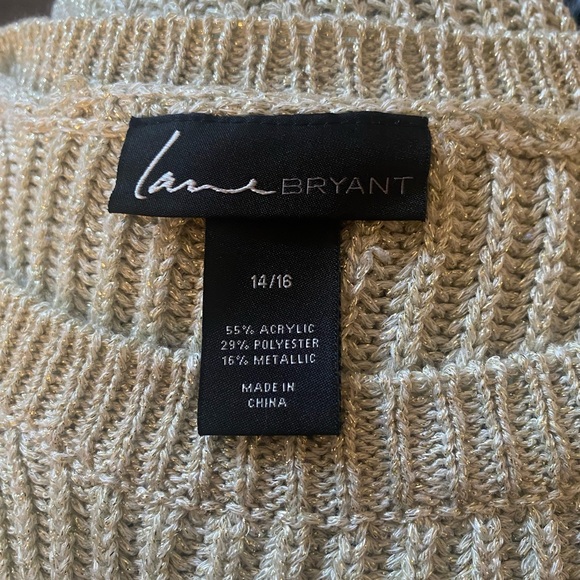 Lane BRYANT
14/16
55% ACRYLIC
29% POLYESTER
16% METALLIC
MADE IN
CHINA